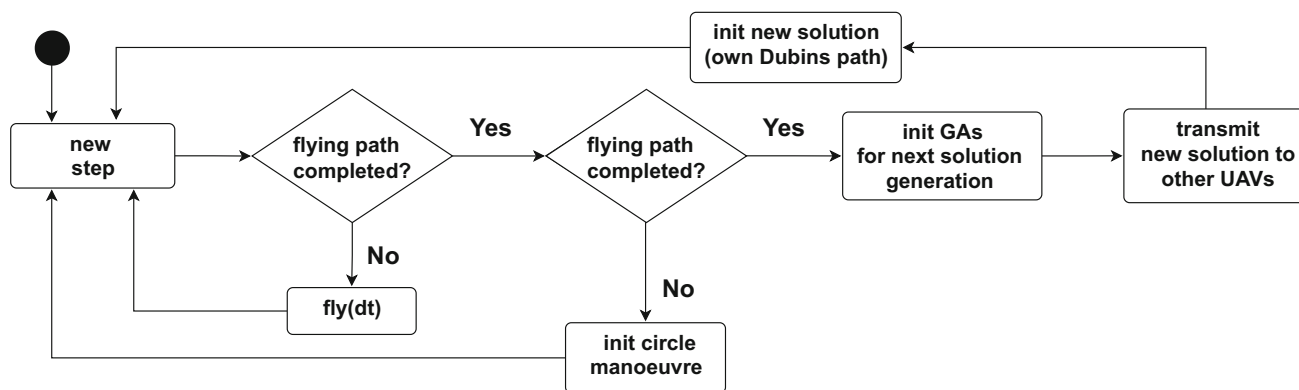 init new solution
(own Dubins path)
new
step
flying path
completed?
Yes
flying path
completed?
Yes
init GAs
for next solution
generation
transmit
new solution to
other UAVs
No
fly(dt)
No
init circle
manoeuvre